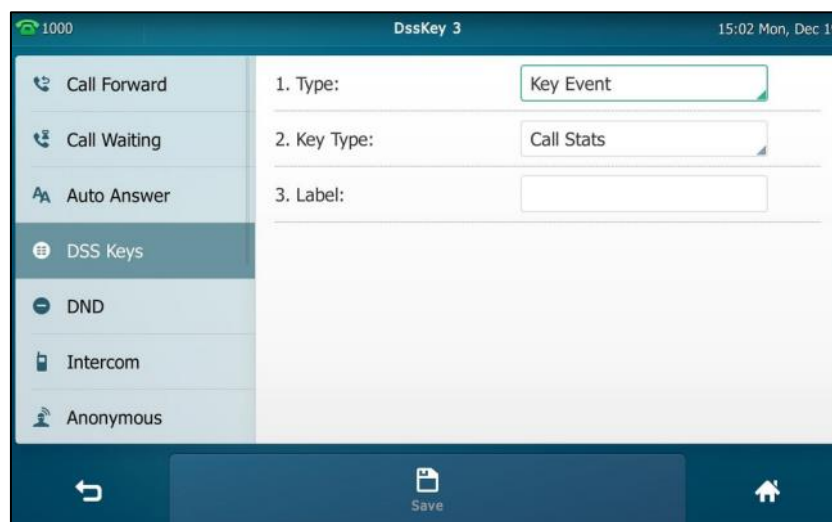 1000
DssKey 3
15:02 Mon, Dec 1
Call Forward
Call Waiting
Auto Answer
DSS Keys
DND
Intercom
Anonymous
1. Type:
Key Event
2. Key Type:
Call Stats
3. Label:
Save